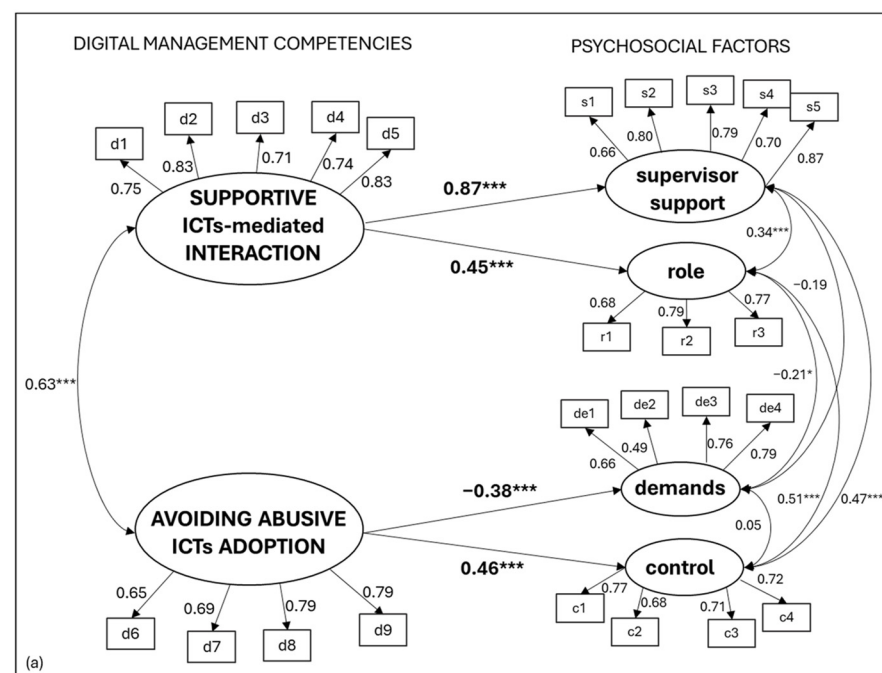 DIGITAL MANAGEMENT COMPETENCIES
PSYCHOSOCIAL FACTORS
d1
d2
d3
d4
d5
0.75
0.83
0.71
0.74
0.83
SUPPORTIVE
ICTs-mediated
INTERACTION
0.87***
0.45***
s1
s2
s3
s4
s5
0.66
0.80
0.79
0.70
0.87
supervisor
support
0.34***
role
0.68
0.79
0.77
r1
r2
r3
−0.19
−0.21*
0.63***
de1
de2
de3
de4
0.66
0.49
0.76
0.79
demands
−0.38***
0.51***
0.47***
0.05
AVOIDING ABUSIVE
ICTs ADOPTION
0.46***
control
0.65
0.69
0.79
0.79
d6
d7
d8
d9
0.77
0.68
0.71
0.72
c1
c2
c3
c4
(a)